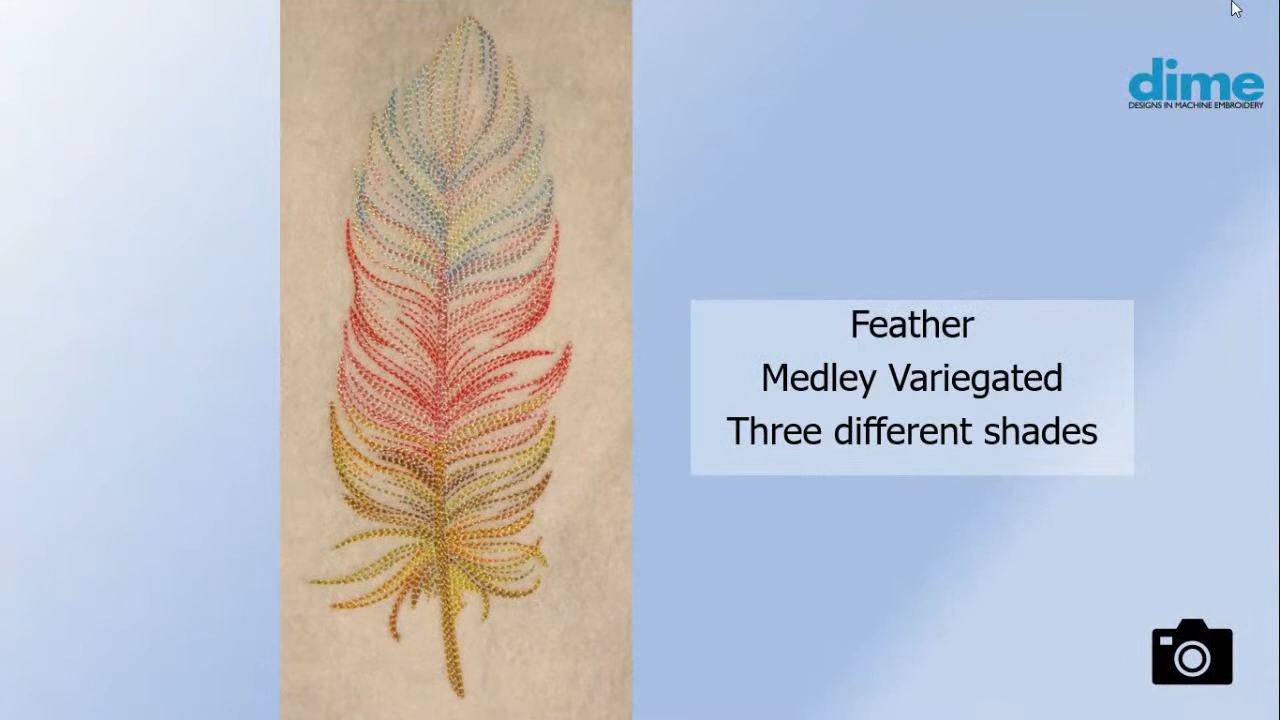 dime
DESIGNS IN MACHINE EMBROIDERY
Feather
Medley Variegated
Three different shades